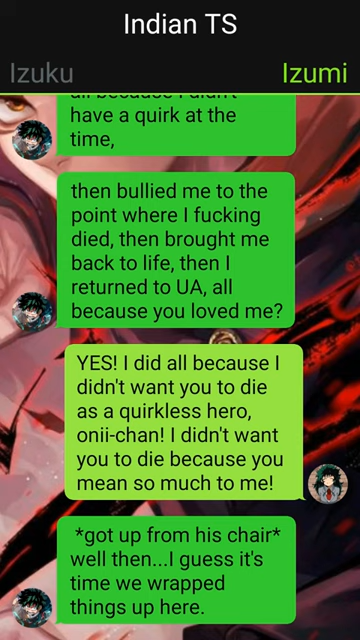 Indian TS
Izuku
Izumi
all because I didn't
have a quirk at the
time,
then bullied me to the
point where I fucking
died, then brought me
back to life, then I
returned to UA, all
because you loved me?
YES! I did all because I
didn't want you to die
as a quirkless hero,
onii-chan! I didn't want
you to die because you
mean so much to me!
*got up from his chair*
well then...I guess it's
time we wrapped
things up here.